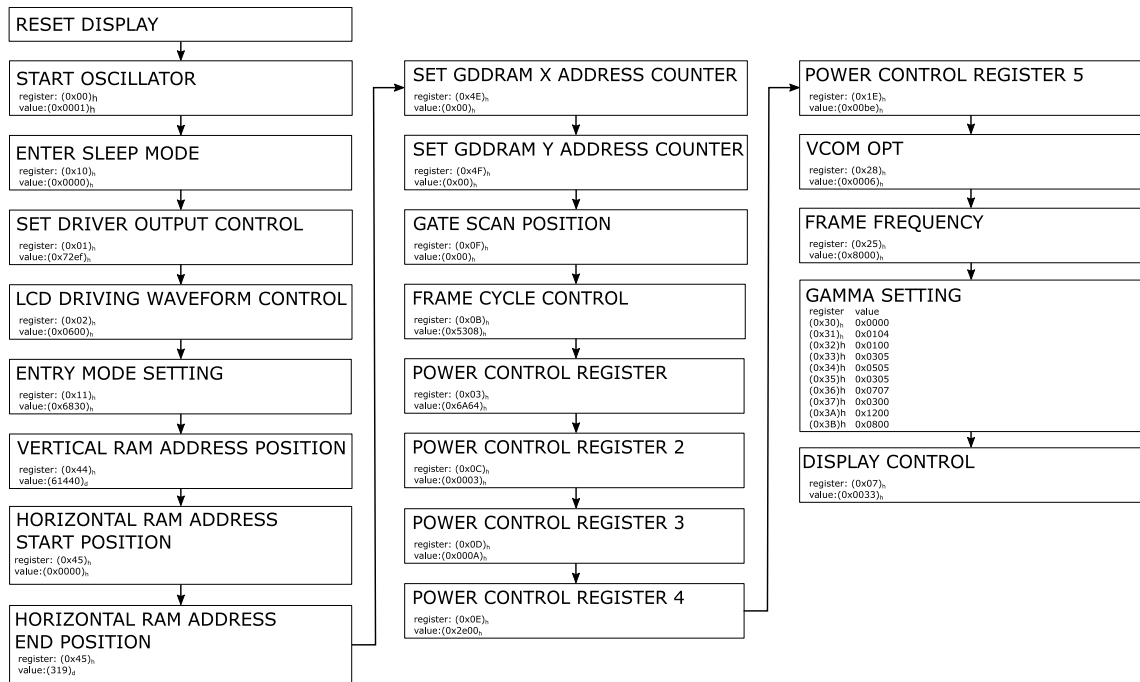 RESET DISPLAY
START OSCILLATOR
register: (0x00)h
value:(0x0001)h
ENTER SLEEP MODE
register: (0x10)h
value:(0x0000)h
SET DRIVER OUTPUT CONTROL
register: (0x01)h
value:(0x72ef)h
LCD DRIVING WAVEFORM CONTROL
register: (0x02)h
value:(0x0600)h
ENTRY MODE SETTING
register: (0x11)h
value:(0x6830)h
VERTICAL RAM ADDRESS POSITION
register: (0x44)h
value:(61440)d
HORIZONTAL RAM ADDRESS
START POSITION
register: (0x45)h
value:(0x0000)h
HORIZONTAL RAM ADDRESS
END POSITION
register: (0x45)h
value:(319)d
SET GDDRAM X ADDRESS COUNTER
register: (0x4E)h
value:(0x00)h
SET GDDRAM Y ADDRESS COUNTER
register: (0x4F)h
value:(0x00)h
GATE SCAN POSITION
register: (0x0F)h
value:(0x00)h
FRAME CYCLE CONTROL
register: (0x0B)h
value:(0x5308)h
POWER CONTROL REGISTER
register: (0x03)h
value:(0x6A64)h
POWER CONTROL REGISTER 2
register: (0x0C)h
value:(0x0003)h
POWER CONTROL REGISTER 3
register: (0x0D)h
value:(0x000A)h
POWER CONTROL REGISTER 4
register: (0x0E)h
value:(0x2e00h
POWER CONTROL REGISTER 5
register: (0x1E)h
value:(0x00be)h
VCOM OPT
register: (0x28)h
value:(0x0006)h
FRAME FREQUENCY
register: (0x25)h
value:(0x8000)h
GAMMA SETTING
register value
(0x30)h 0x0000
(0x31)h 0x0104
(0x32)h 0x0100
(0x33)h 0x0305
(0x34)h 0x0505
(0x35)h 0x0305
(0x36)h 0x0707
(0x37)h 0x0300
(0x3A)h 0x1200
(0x3B)h 0x0800
DISPLAY CONTROL
register: (0x07)h
value:(0x0033)h